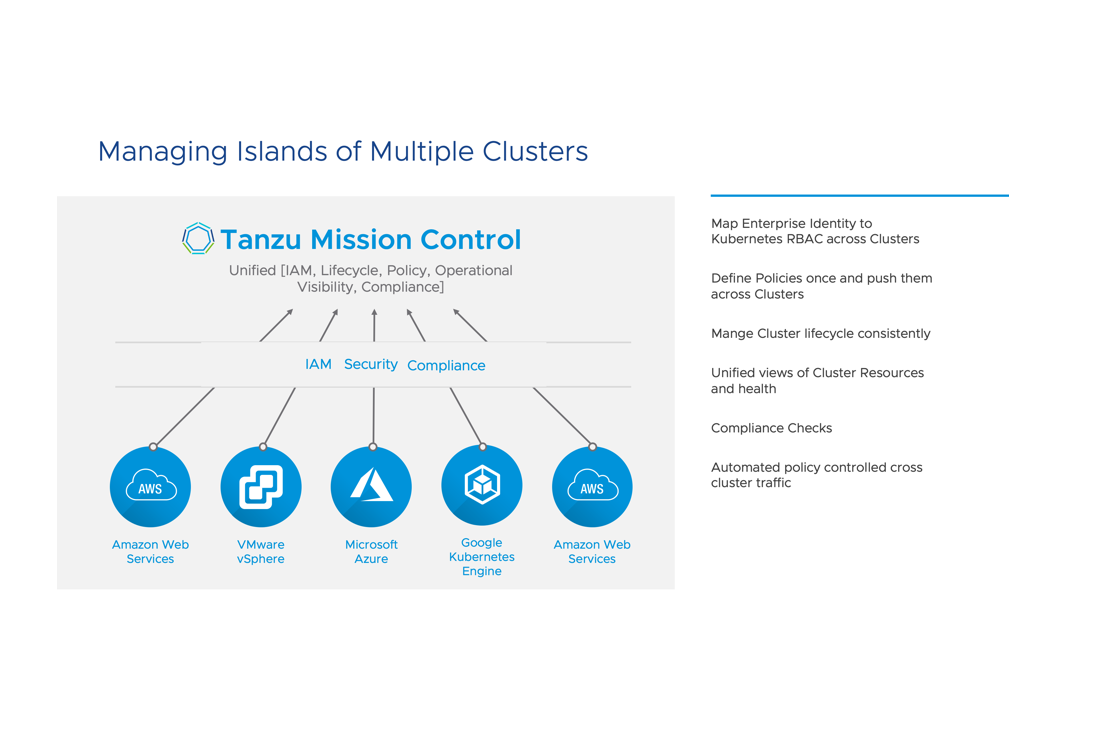 Managing Islands of Multiple Clusters
Tanzu Mission Control
Unified [IAM, Lifecycle, Policy, Operational
Visibility, Compliance]
IAM Security Compliance
AWS
AWS
Amazon Web
Services
VMware
vSphere
Microsoft
Azure
Google
Kubernetes
Engine
Amazon Web
Services
Map Enterprise Identity to
Kubernetes RBAC across Clusters
Define Policies once and push them
across Clusters
Mange Cluster lifecycle consistently
Unified views of Cluster Resources
and health
Compliance Checks
Automated policy controlled cross
cluster traffic